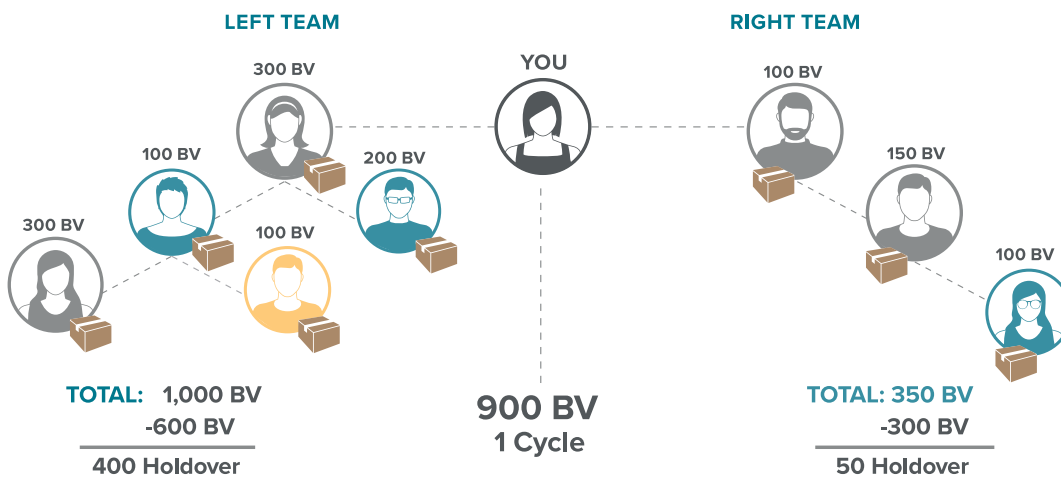 LEFT TEAM
RIGHT TEAM
YOU
300 BV
100 BV
100 BV
200 BV
150 BV
300 BV
100 BV
100 BV
TOTAL: 1,000 BV
-600 BV
400 Holdover
900 BV
1 Cycle
TOTAL: 350 BV
-300 BV
50 Holdover